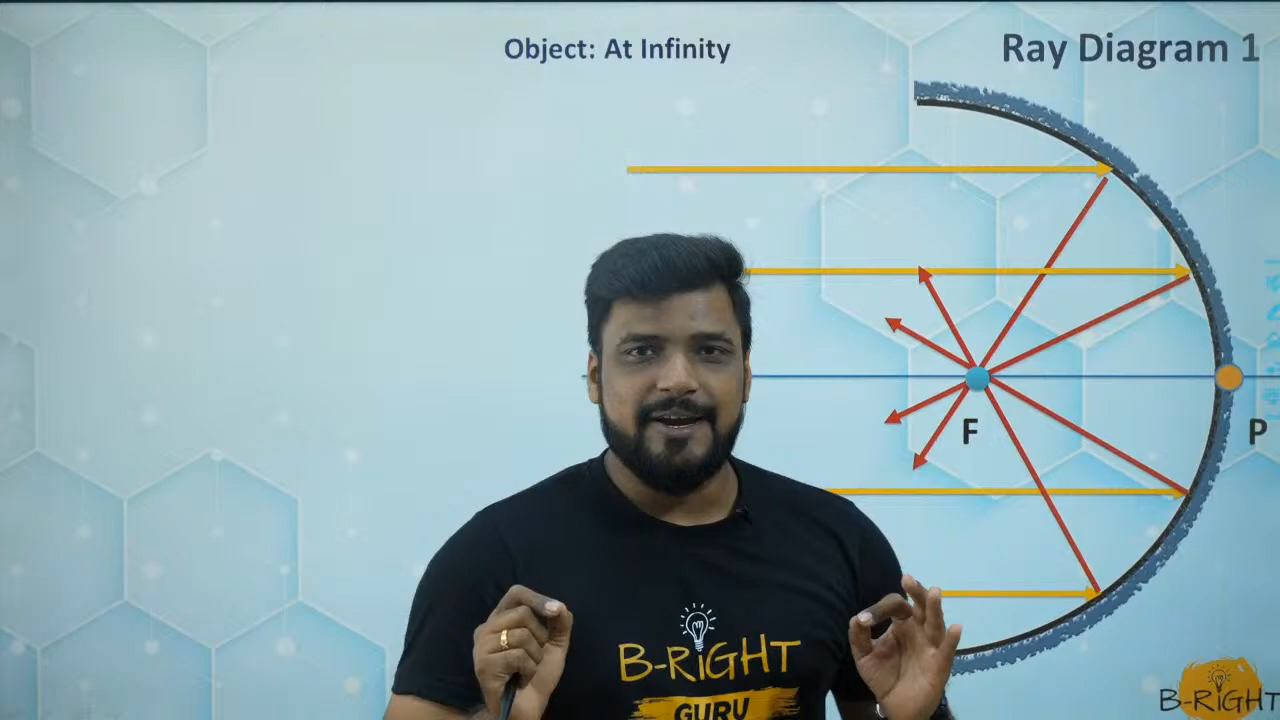 Object: At Infinity
Ray Diagram 1
F
P
B-RIGHT
GURU
B-RIGHT